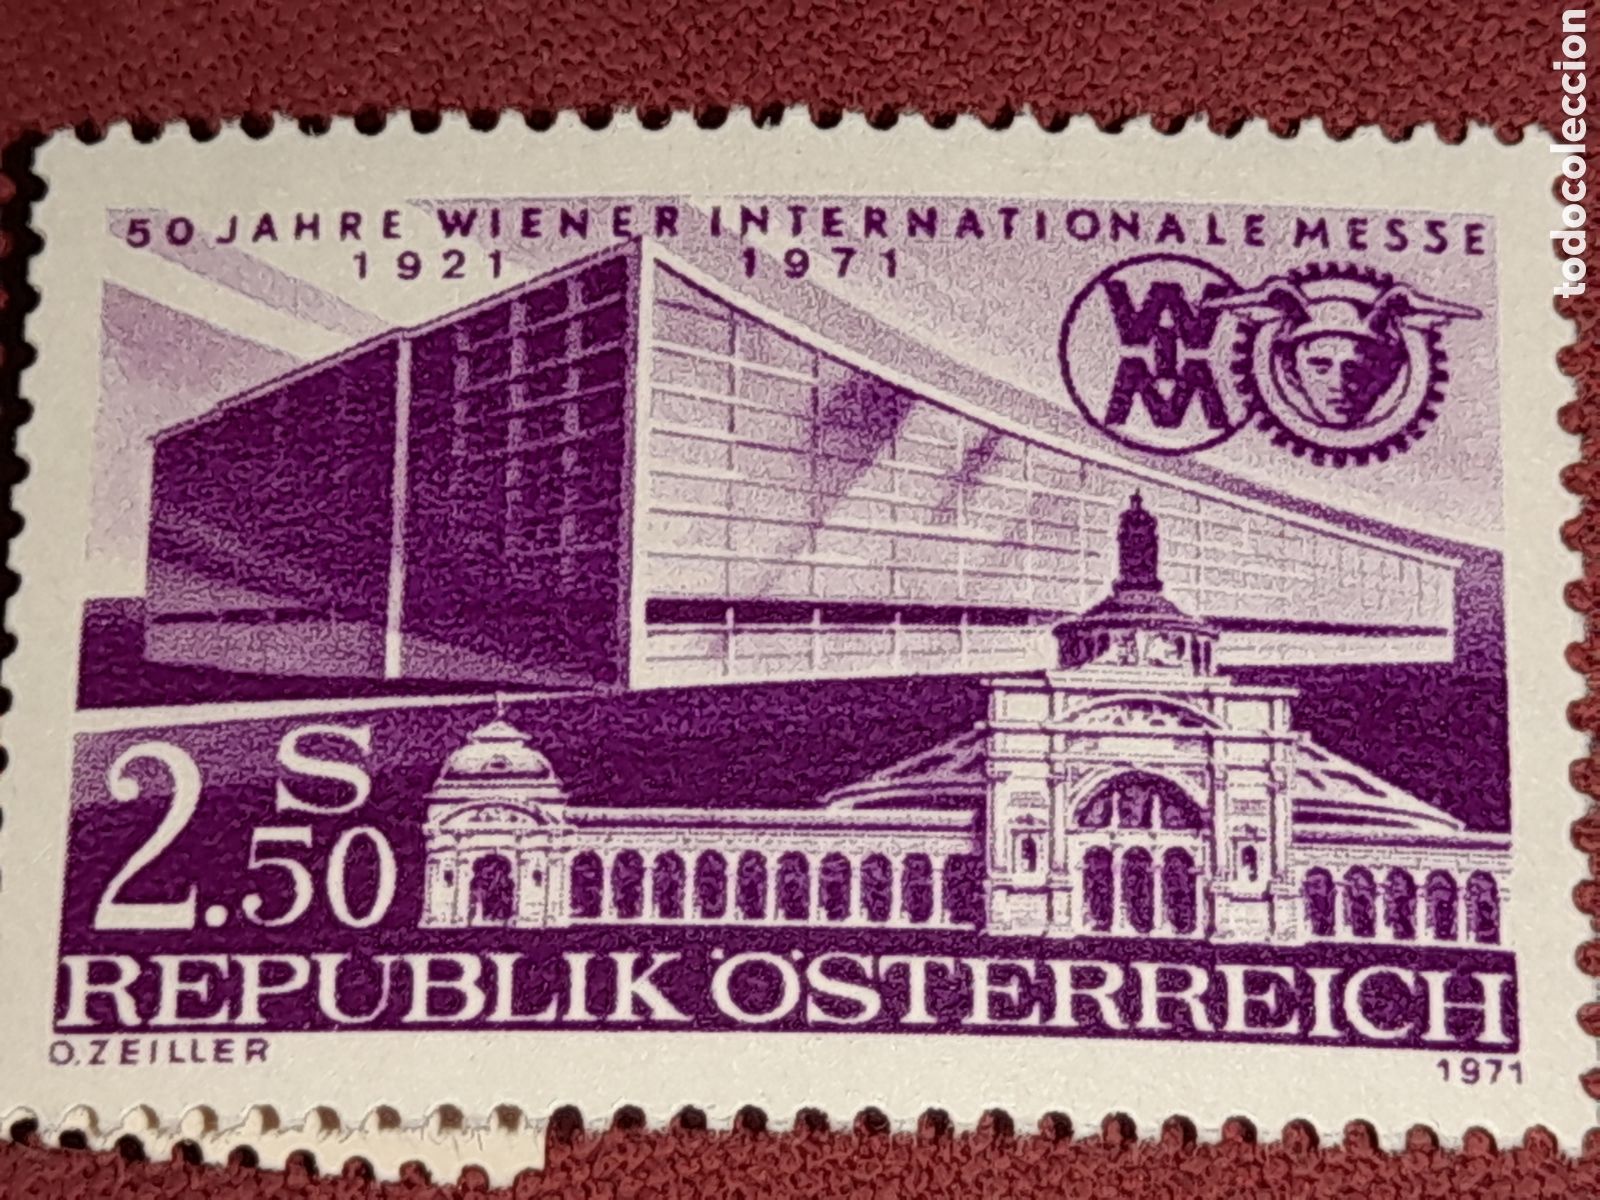 50 JAHRE WIENER INTERNATIONALE MESSE
1921 1971
WIM
2.50 S
REPUBLIK ÖSTERREICH
O. ZEILLER
1971
todocoleccion